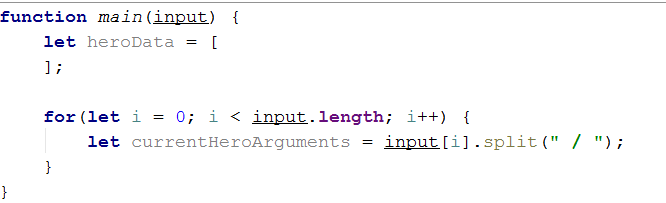 function main(input) {
    let heroData = [
    ];

    for(let i = 0; i < input.length; i++) {
        let currentHeroArguments = input[i].split(" / ");
    }
}